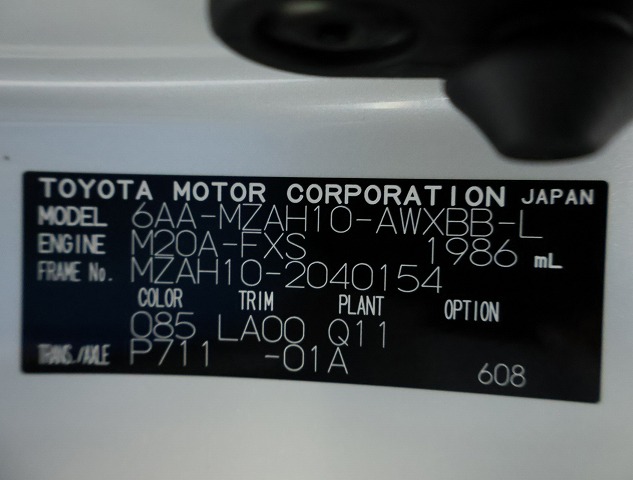 TOYOTA MOTOR CORPORATION JAPAN
MODEL 6AA-MZAH10-AWXBB-L
ENGINE M20A-FXS 1986 mL
FRAME No. MZAH10-2040154
COLOR TRIM PLANT OPTION
085 LA00 Q11
TRANS./AXLE P711 -01A
608